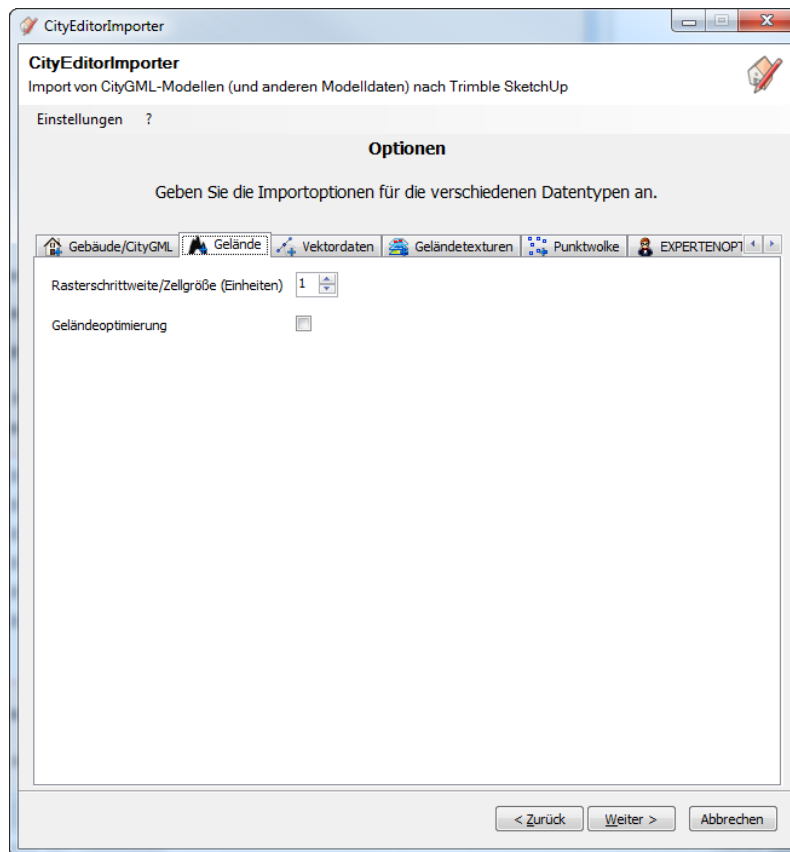 CityEditorImporter
CityEditorImporter
Import von CityGML-Modellen (und anderen Modelldaten) nach Trimble SketchUp
Einstellungen ?
Optionen
Geben Sie die Importoptionen für die verschiedenen Datentypen an.
Gebäude/CityGML Gelände Vektordaten Geländetexturen Punktwolke EXPERTENOPT
Rasterschrittweite/Zellgröße (Einheiten) 1
Geländeoptimierung
< Zurück Weiter > Abbrechen